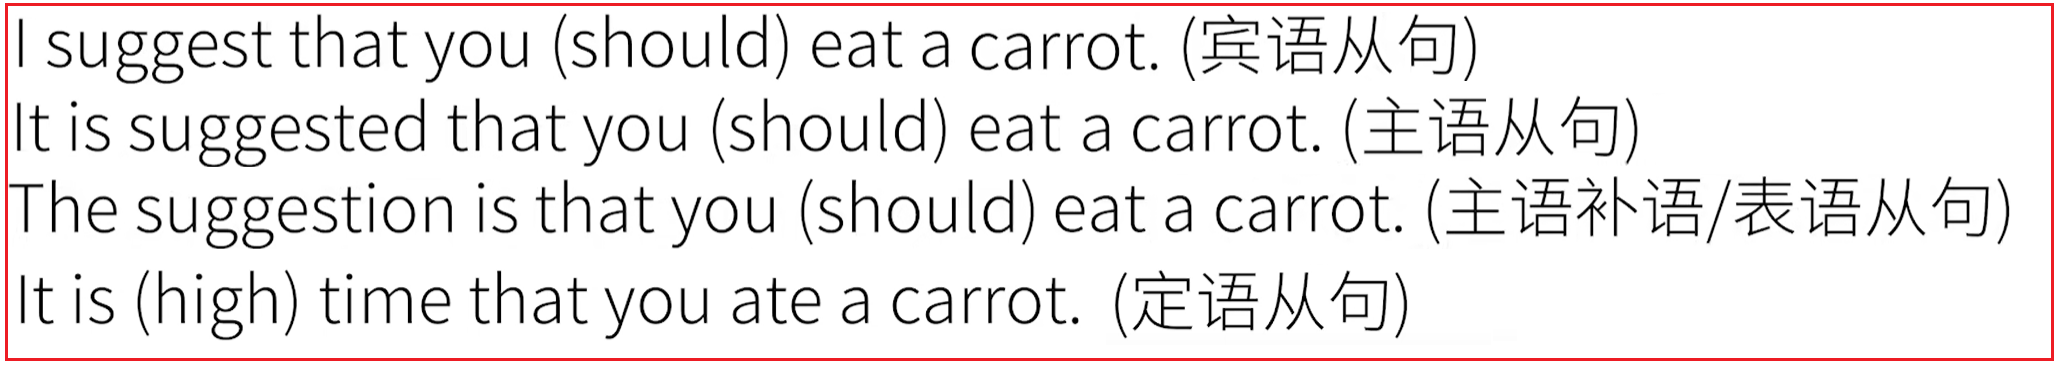 I suggest that you (should) eat a carrot. (宾语从句)
It is suggested that you (should) eat a carrot. (主语从句)
The suggestion is that you (should) eat a carrot. (主语补语/表语从句)
It is (high) time that you ate a carrot. (定语从句)